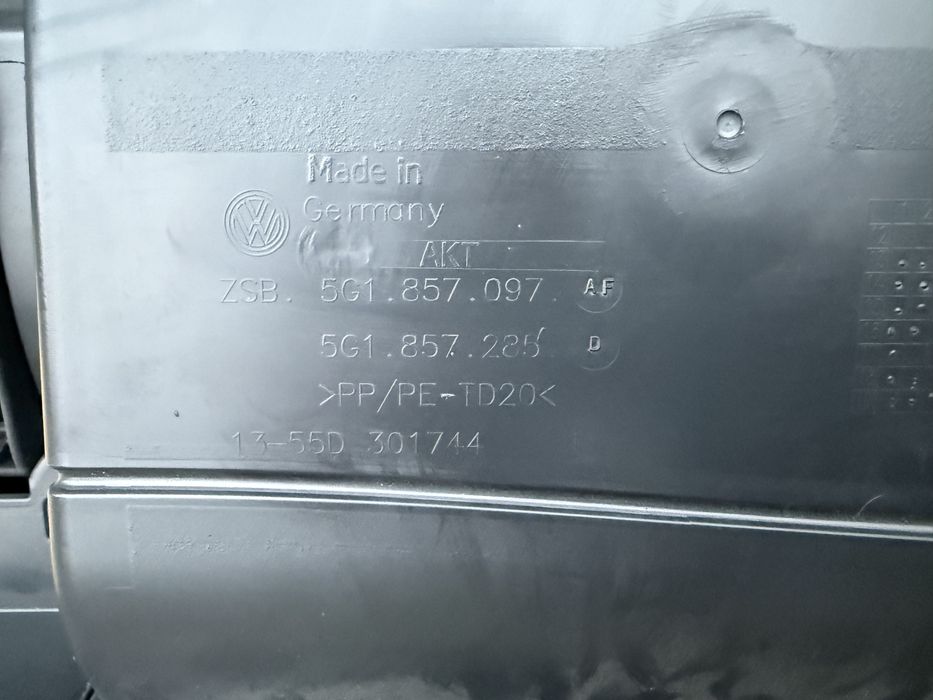 Made in
Germany
AKT
ZSB. 5G1.857.097. AF
5G1.857.285 D
>PP/PE-TD20<
13-55D 301744